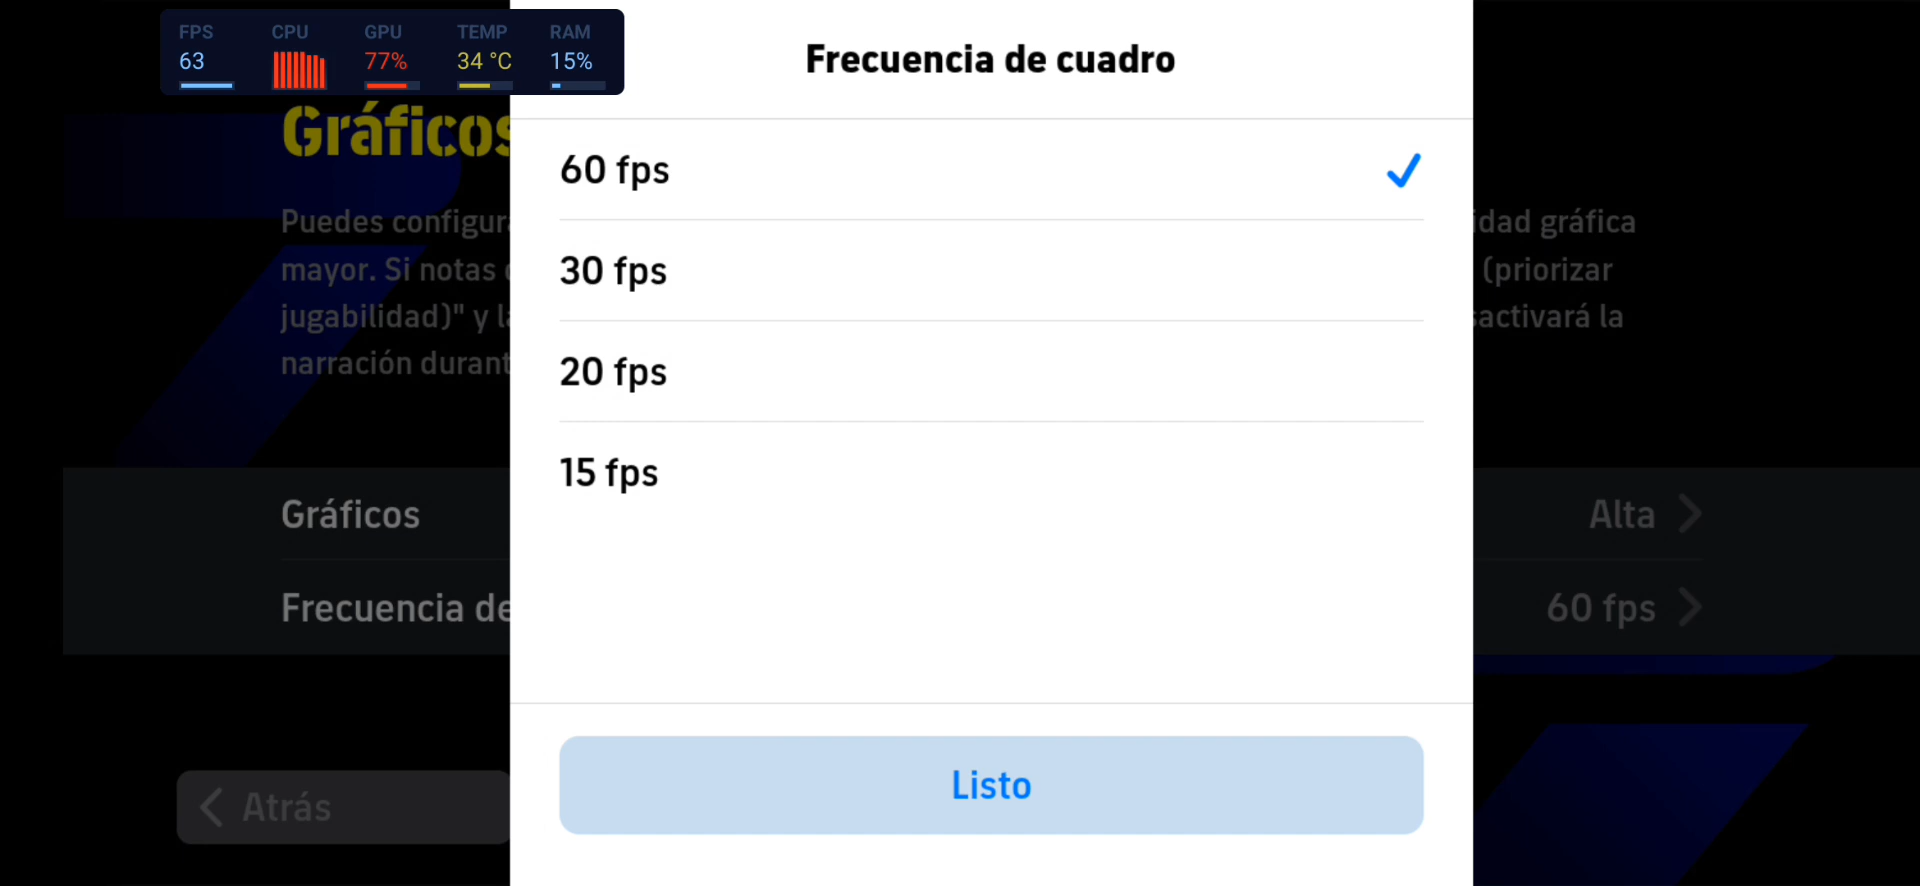 FPS CPU GPU TEMP RAM
63 77% 34 °C 15%
Frecuencia de cuadro
Gráficos
60 fps
Puedes configur
idad gráfica
30 fps
mayor. Si notas
(priorizar
jugabilidad)" y l
sactivará la
20 fps
narración durant
15 fps
Gráficos
Alta
Frecuencia de
60 fps
Listo
Atrás